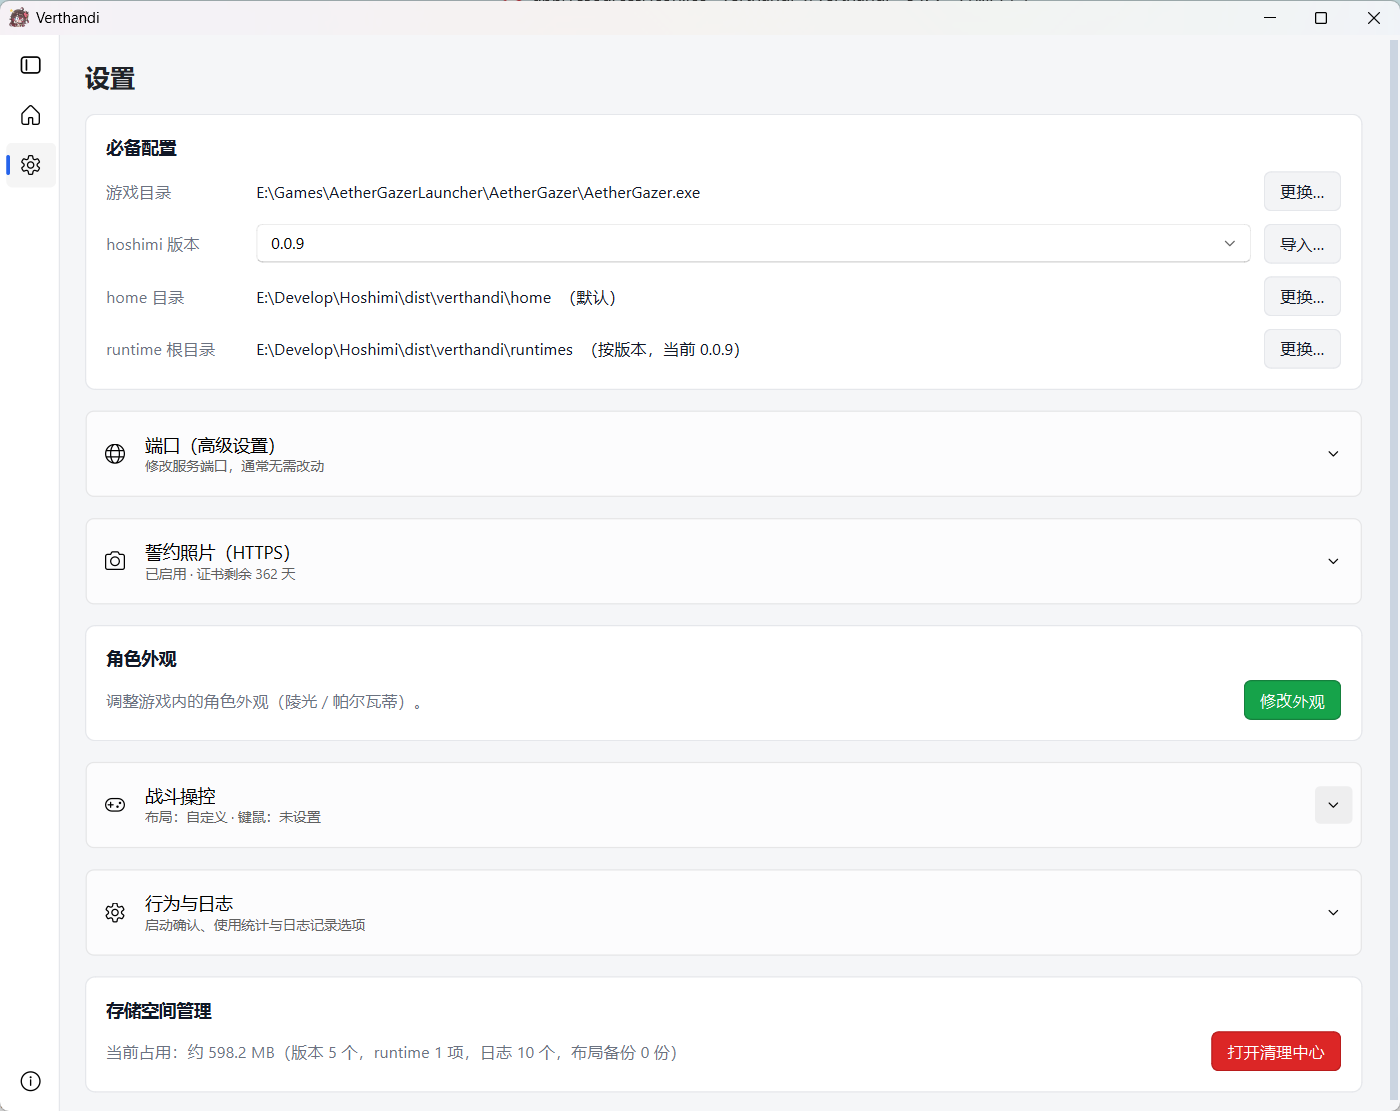 Verthandi
设置
必备配置
游戏目录 E:\Games\AetherGazerLauncher\AetherGazer\AetherGazer.exe 更换...
hoshimi 版本 0.0.9 导入...
home 目录 E:\Develop\Hoshimi\dist\verthandi\home （默认） 更换...
runtime 根目录 E:\Develop\Hoshimi\dist\verthandi\runtimes （按版本，当前 0.0.9） 更换...
端口（高级设置）
修改服务端口，通常无需改动
誓约照片（HTTPS）
已启用 · 证书剩余 362 天
角色外观
调整游戏内的角色外观（陵光 / 帕尔瓦蒂）。 修改外观
战斗操控
布局：自定义 · 键鼠：未设置
行为与日志
启动确认、使用统计与日志记录选项
存储空间管理
当前占用：约 598.2 MB（版本 5 个，runtime 1 项，日志 10 个，布局备份 0 份） 打开清理中心